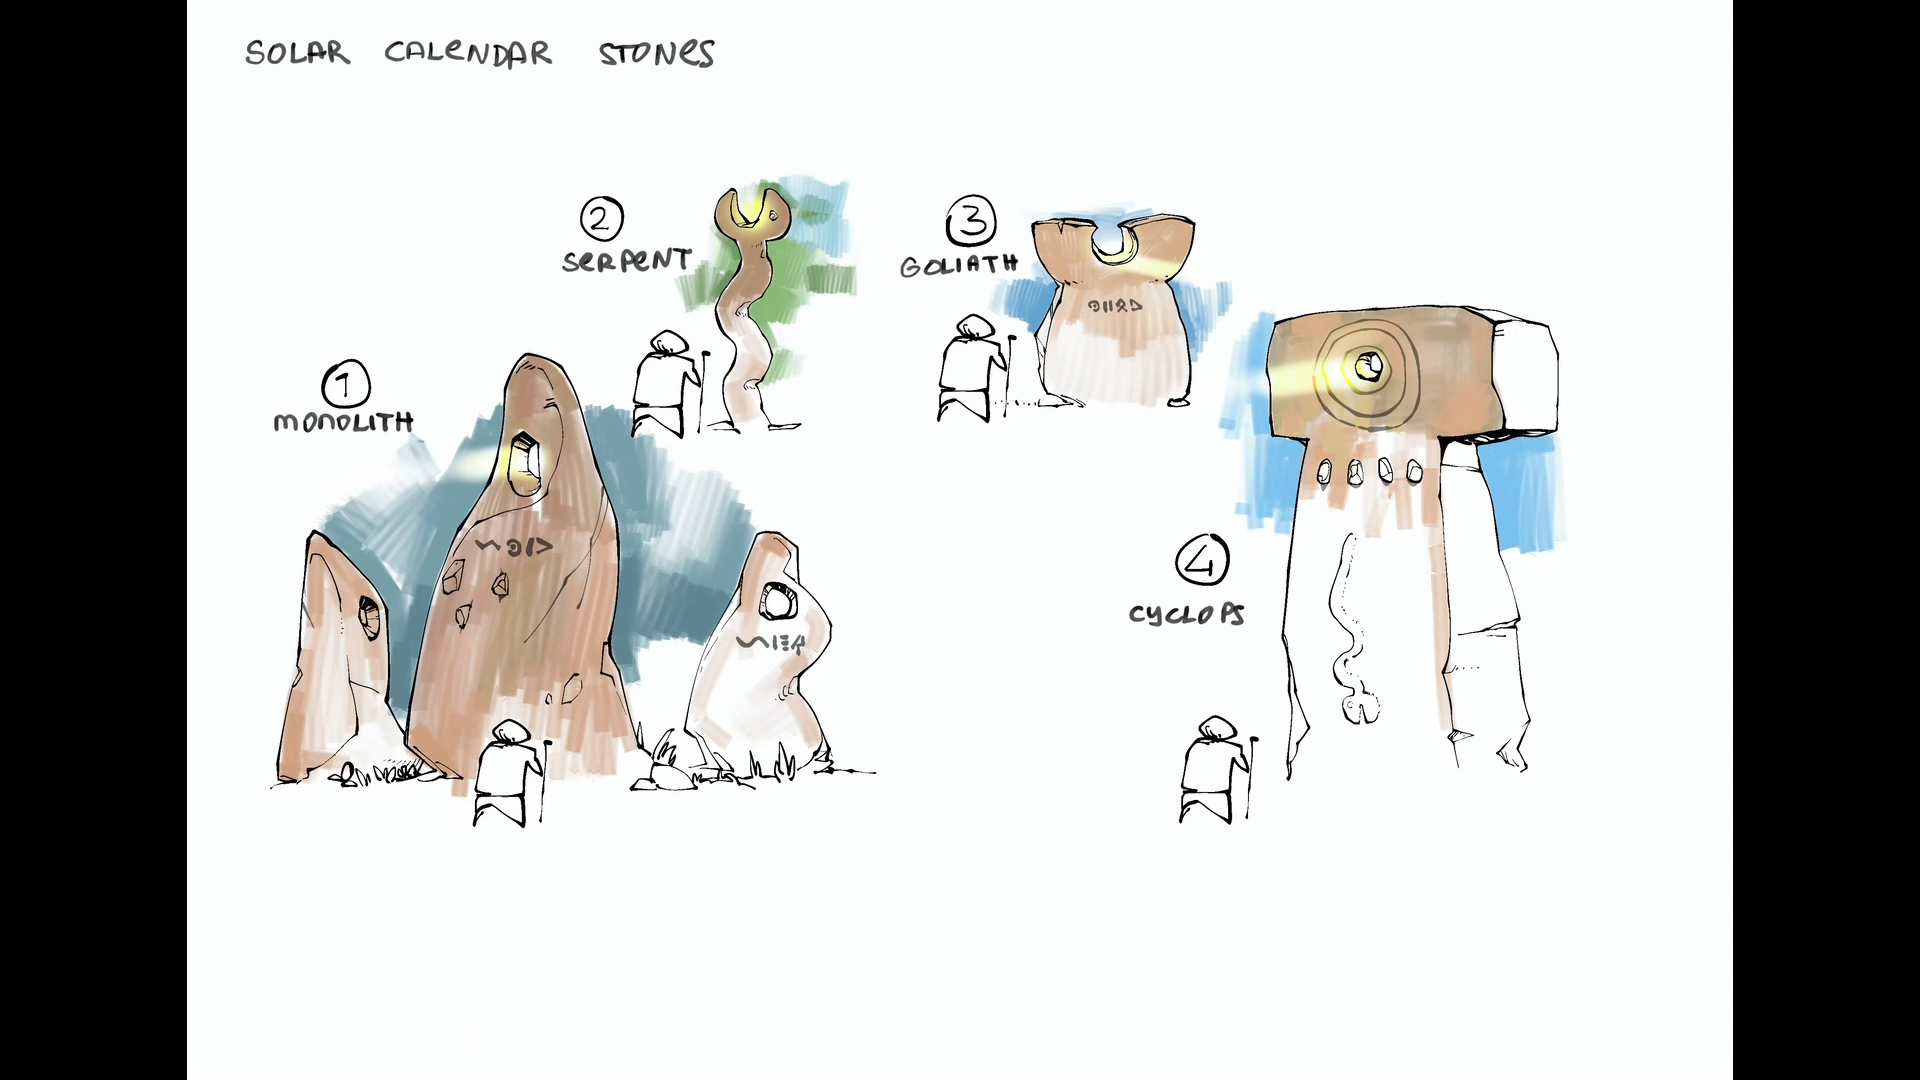 SOLAR CALENDAR STONES
2
SERPENT
3
GOLIATH
1
MONOLITH
4
CYCLOPS